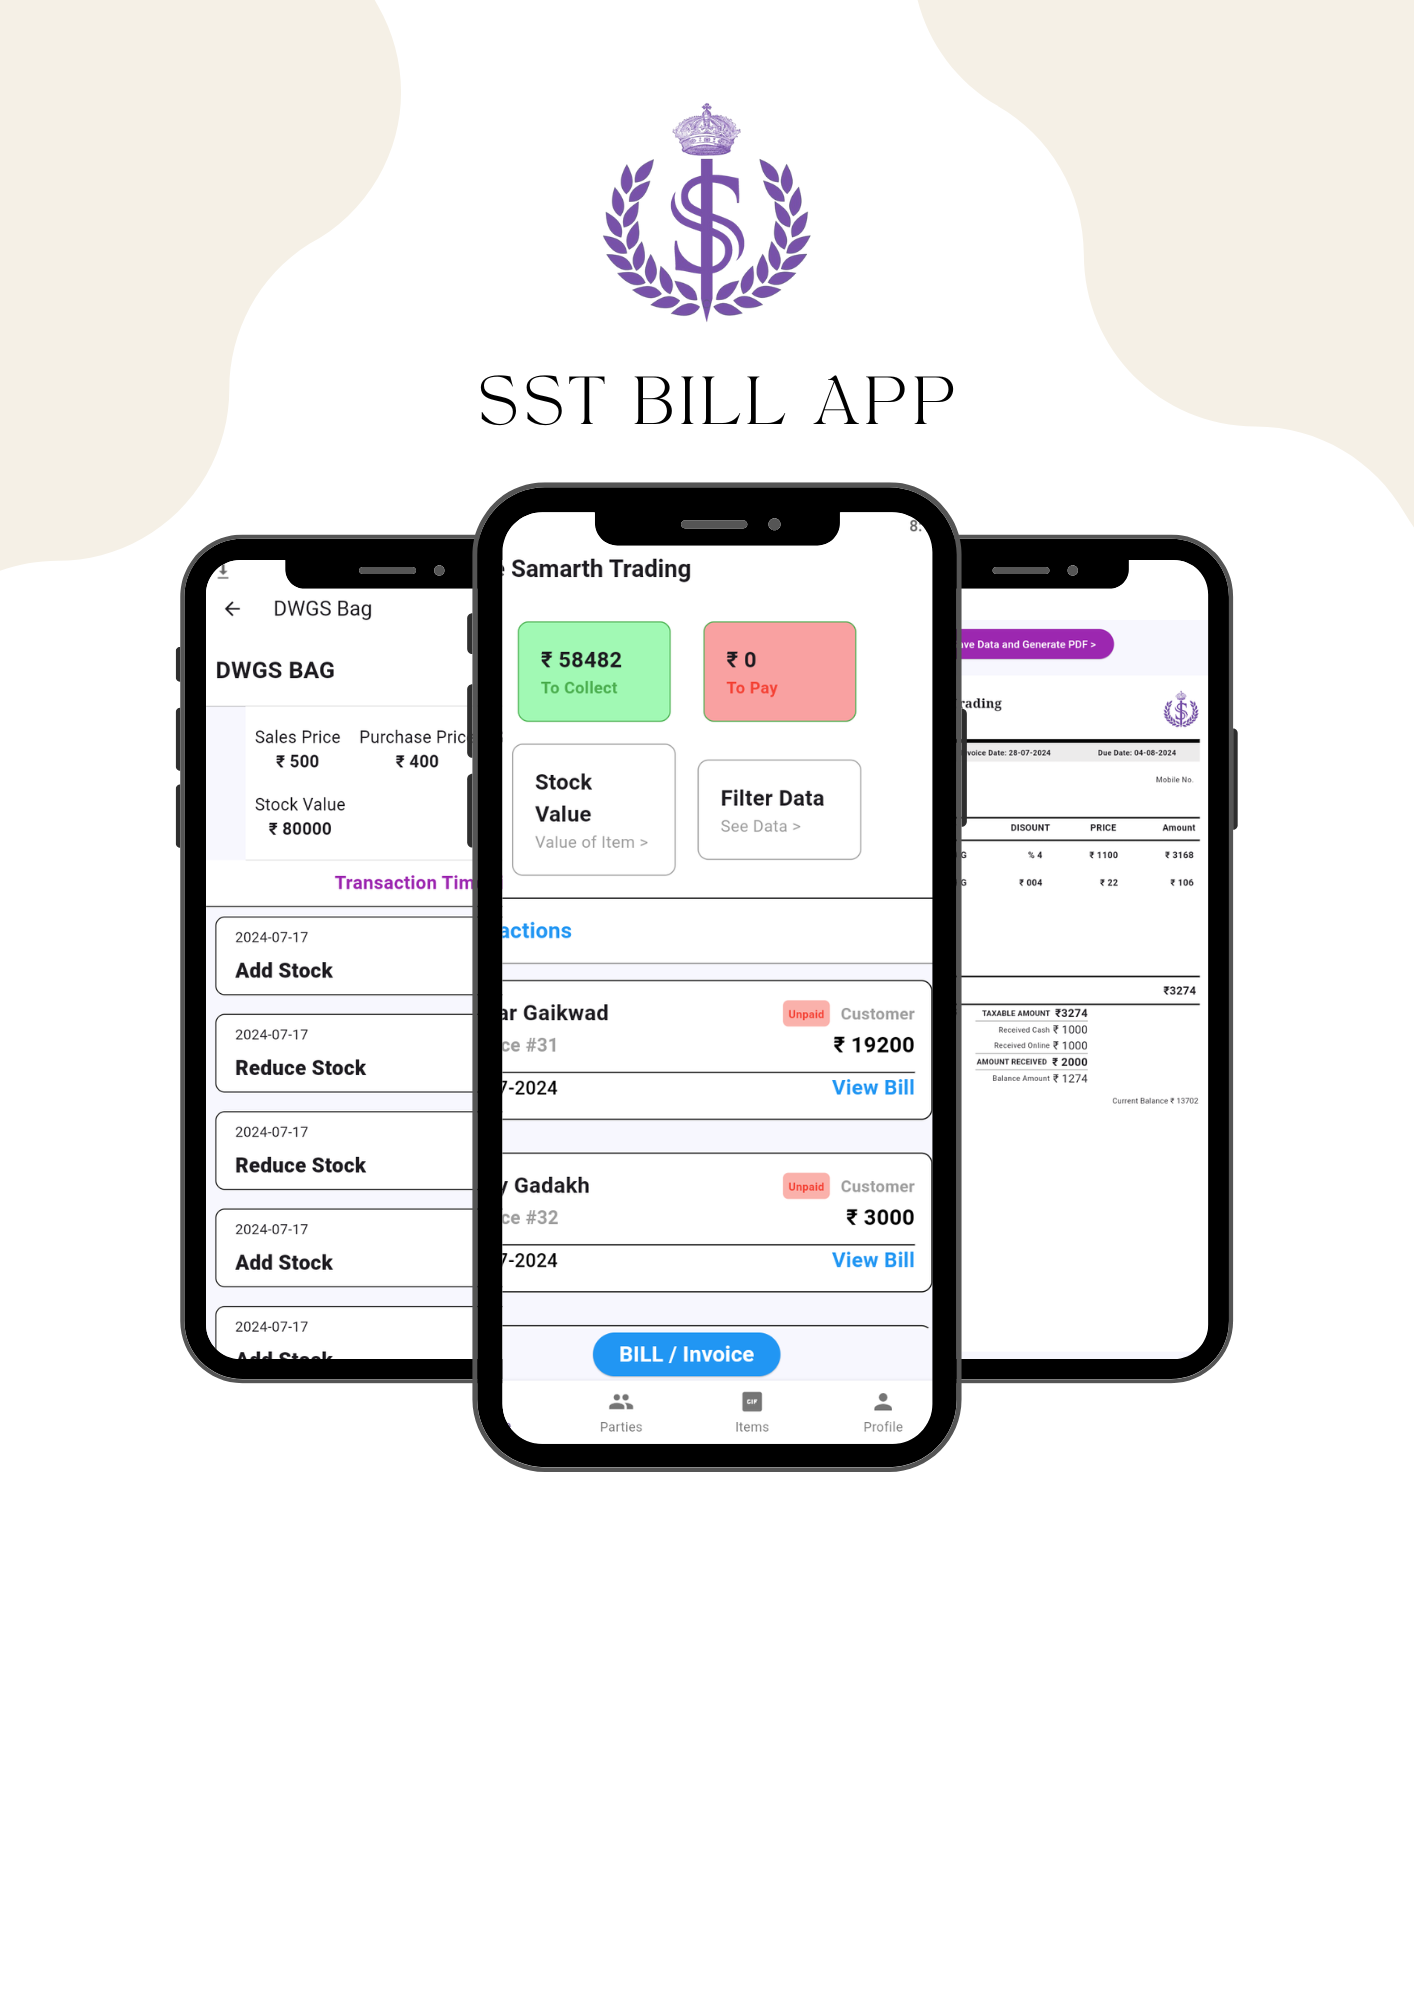 SST BILL APP
DWGS Bag
DWGS BAG
Sales Price Purchase Price
₹ 500 ₹ 400
Stock Value
₹ 80000
Transaction Tim
2024-07-17
Add Stock
2024-07-17
Reduce Stock
2024-07-17
Reduce Stock
2024-07-17
Add Stock
2024-07-17
Add Stock
8.
e Samarth Trading
₹ 58482
To Collect
₹ 0
To Pay
Stock
Value
Value of Item >
Filter Data
See Data >
actions
ar Gaikwad Unpaid Customer
ce #31 ₹ 19200
7-2024 View Bill
y Gadakh Unpaid Customer
ce #32 ₹ 3000
7-2024 View Bill
BILL / Invoice
Parties Items Profile
GIF
ave Data and Generate PDF >
rading
voice Date: 28-07-2024 Due Date: 04-08-2024
Mobile No.
DISOUNT PRICE Amount
G % 4 ₹ 1100 ₹ 3168
G ₹ 004 ₹ 22 ₹ 106
₹3274
TAXABLE AMOUNT ₹3274
Received Cash ₹ 1000
Received Online ₹ 1000
AMOUNT RECEIVED ₹ 2000
Balance Amount ₹ 1274
Current Balance ₹ 13702